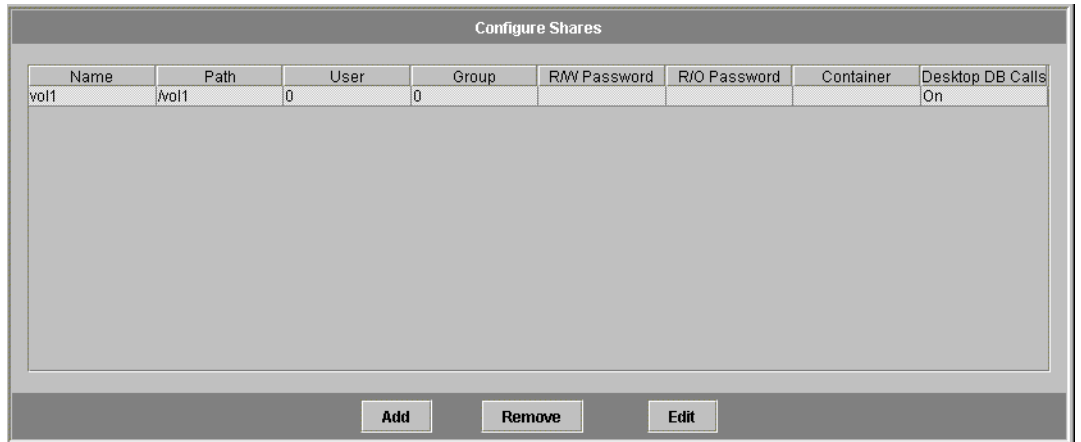 Configure Shares
Name Path User Group R/W Password R/O Password Container Desktop DB Calls
vol1 /vol1 0 0 On
Add Remove Edit